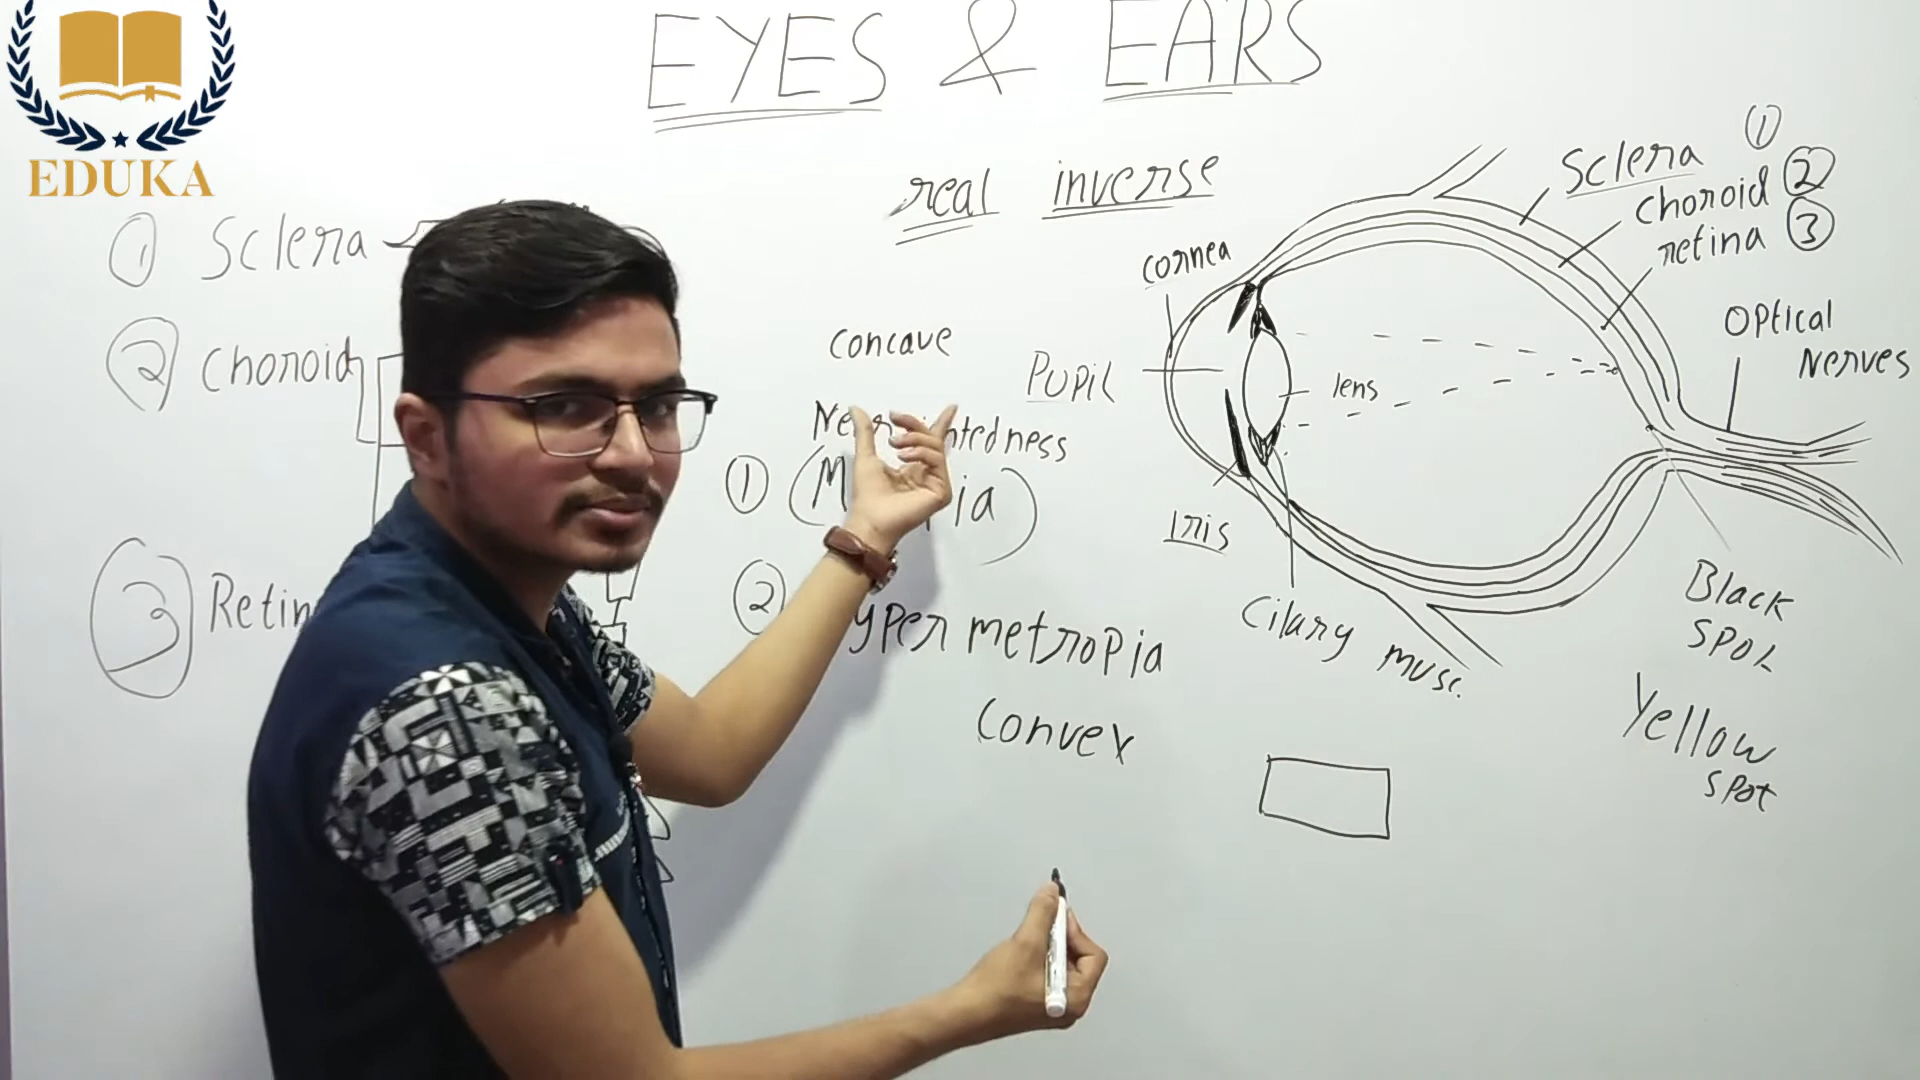 EDUKA
EYES & EARS
real inverse
① Sclera
② Choroid
③ Retin
concave
① (M pia)
② yper metropia
Convex
Sclera ①
choroid ②
retina ③
cornea
Pupil
lens
Optical
Nerves
Iris
Cilary musc.
Black
Spot
Yellow
Spot